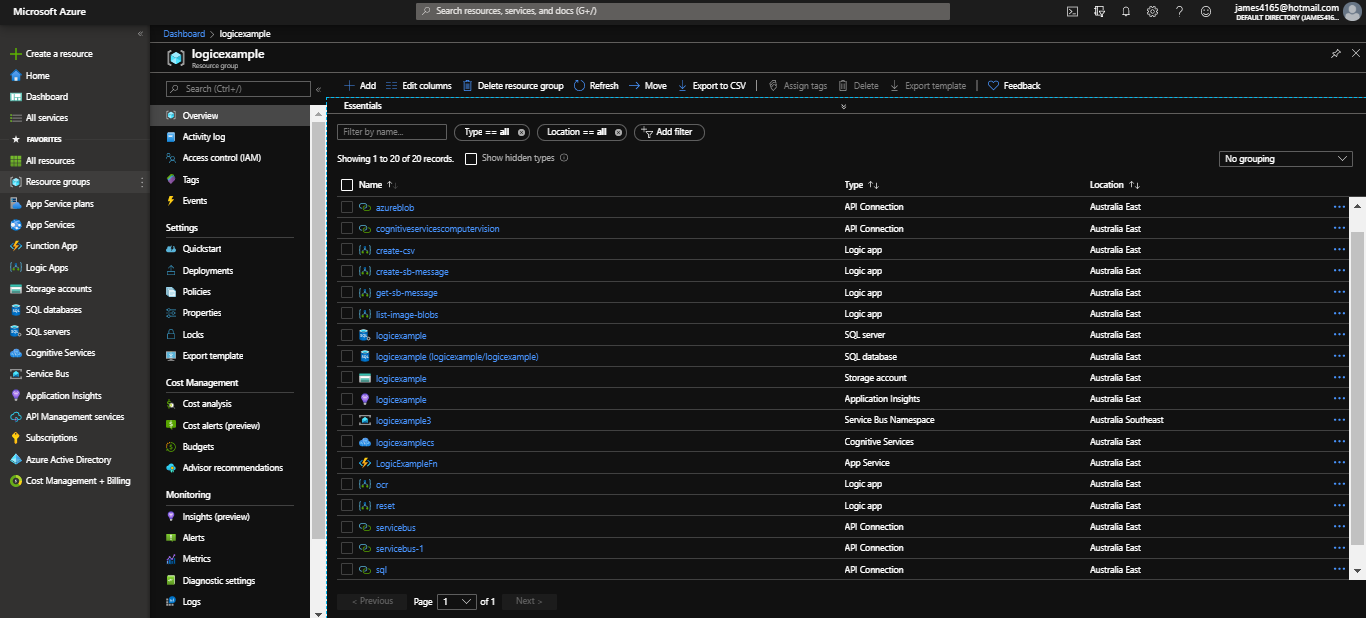 Microsoft Azure
Search resources, services, and docs (G+/)
james4165@hotmail.com
DEFAULT DIRECTORY (JAMES416...
«
Create a resource
Home
Dashboard
All services
FAVORITES
All resources
Resource groups
App Service plans
App Services
Function App
Logic Apps
Storage accounts
SQL databases
SQL servers
Cognitive Services
Service Bus
Application Insights
API Management services
Subscriptions
Azure Active Directory
Cost Management + Billing
Dashboard > logicexample
logicexample
Resource group
Search (Ctrl+/)
«
Overview
Activity log
Access control (IAM)
Tags
Events
Settings
Quickstart
Deployments
Policies
Properties
Locks
Export template
Cost Management
Cost analysis
Cost alerts (preview)
Budgets
Advisor recommendations
Monitoring
Insights (preview)
Alerts
Metrics
Diagnostic settings
Logs
Add Edit columns Delete resource group Refresh Move Export to CSV Assign tags Delete Export template Feedback
Essentials
Filter by name... Type == all Location == all Add filter
Showing 1 to 20 of 20 records. Show hidden types No grouping
Name ↑↓ Type ↑↓ Location ↑↓
azureblob API Connection Australia East ...
cognitiveservicescomputervision API Connection Australia East ...
create-csv Logic app Australia East ...
create-sb-message Logic app Australia East ...
get-sb-message Logic app Australia East ...
list-image-blobs Logic app Australia East ...
logicexample SQL server Australia East ...
logicexample (logicexample/logicexample) SQL database Australia East ...
logicexample Storage account Australia East ...
logicexample Application Insights Australia East ...
logicexample3 Service Bus Namespace Australia Southeast ...
logicexamplecs Cognitive Services Australia East ...
LogicExampleFn App Service Australia East ...
ocr Logic app Australia East ...
reset Logic app Australia East ...
servicebus API Connection Australia East ...
servicebus-1 API Connection Australia East ...
sql API Connection Australia East ...
< Previous Page 1 of 1 Next >